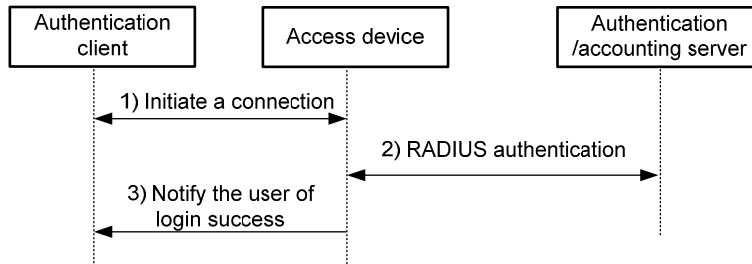 Authentication
client
Access device
Authentication
/accounting server
1) Initiate a connection
2) RADIUS authentication
3) Notify the user of
login success